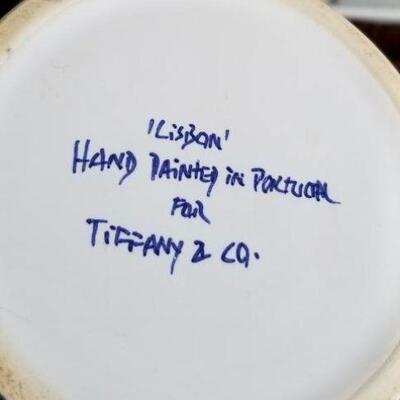 'LiSBON'
HAND PAINTED iN PORTUGAL
FOR
TiFFANY & CO.